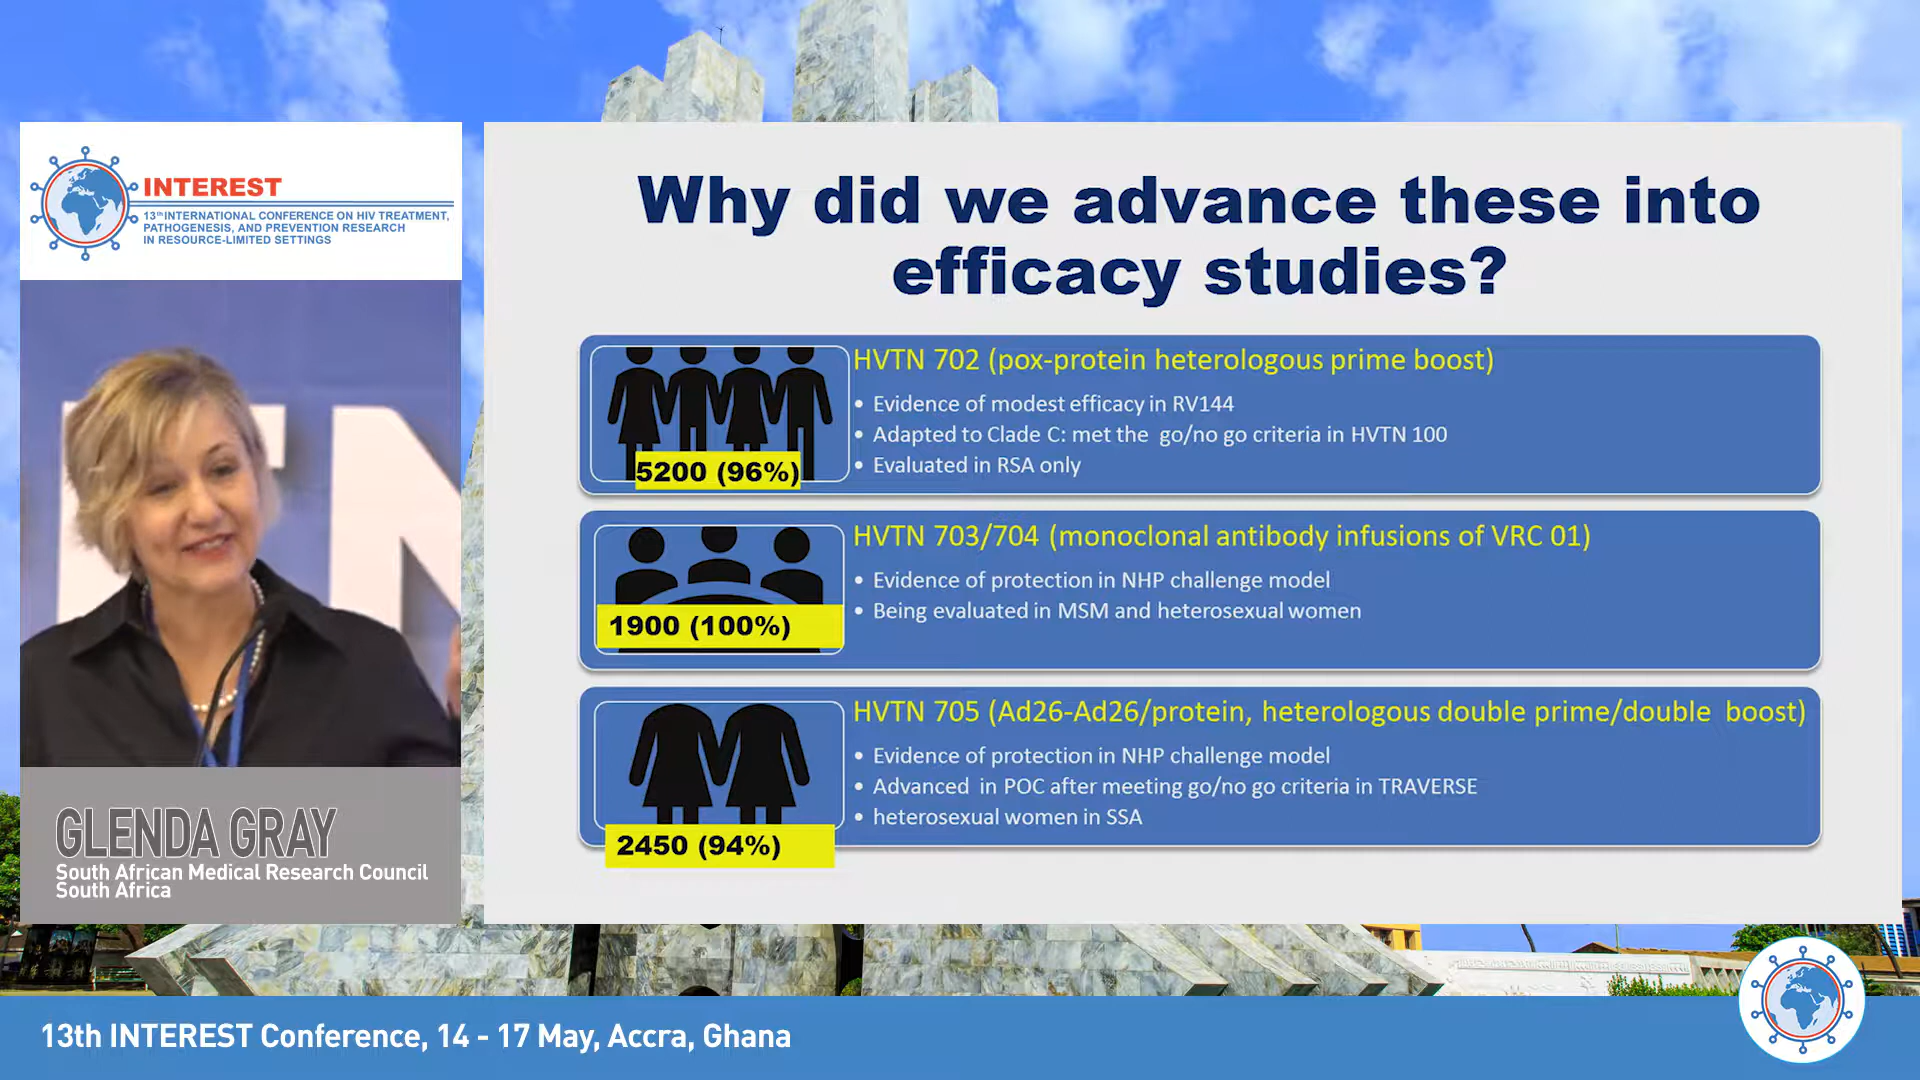 INTEREST
13th INTERNATIONAL CONFERENCE ON HIV TREATMENT,
PATHOGENESIS, AND PREVENTION RESEARCH
IN RESOURCE-LIMITED SETTINGS
Why did we advance these into
efficacy studies?
HVTN 702 (pox-protein heterologous prime boost)
• Evidence of modest efficacy in RV144
• Adapted to Clade C: met the go/no go criteria in HVTN 100
• Evaluated in RSA only
5200 (96%)
HVTN 703/704 (monoclonal antibody infusions of VRC 01)
• Evidence of protection in NHP challenge model
• Being evaluated in MSM and heterosexual women
1900 (100%)
HVTN 705 (Ad26-Ad26/protein, heterologous double prime/double boost)
• Evidence of protection in NHP challenge model
• Advanced in POC after meeting go/no go criteria in TRAVERSE
• heterosexual women in SSA
2450 (94%)
GLENDA GRAY
South African Medical Research Council
South Africa
13th INTEREST Conference, 14 - 17 May, Accra, Ghana